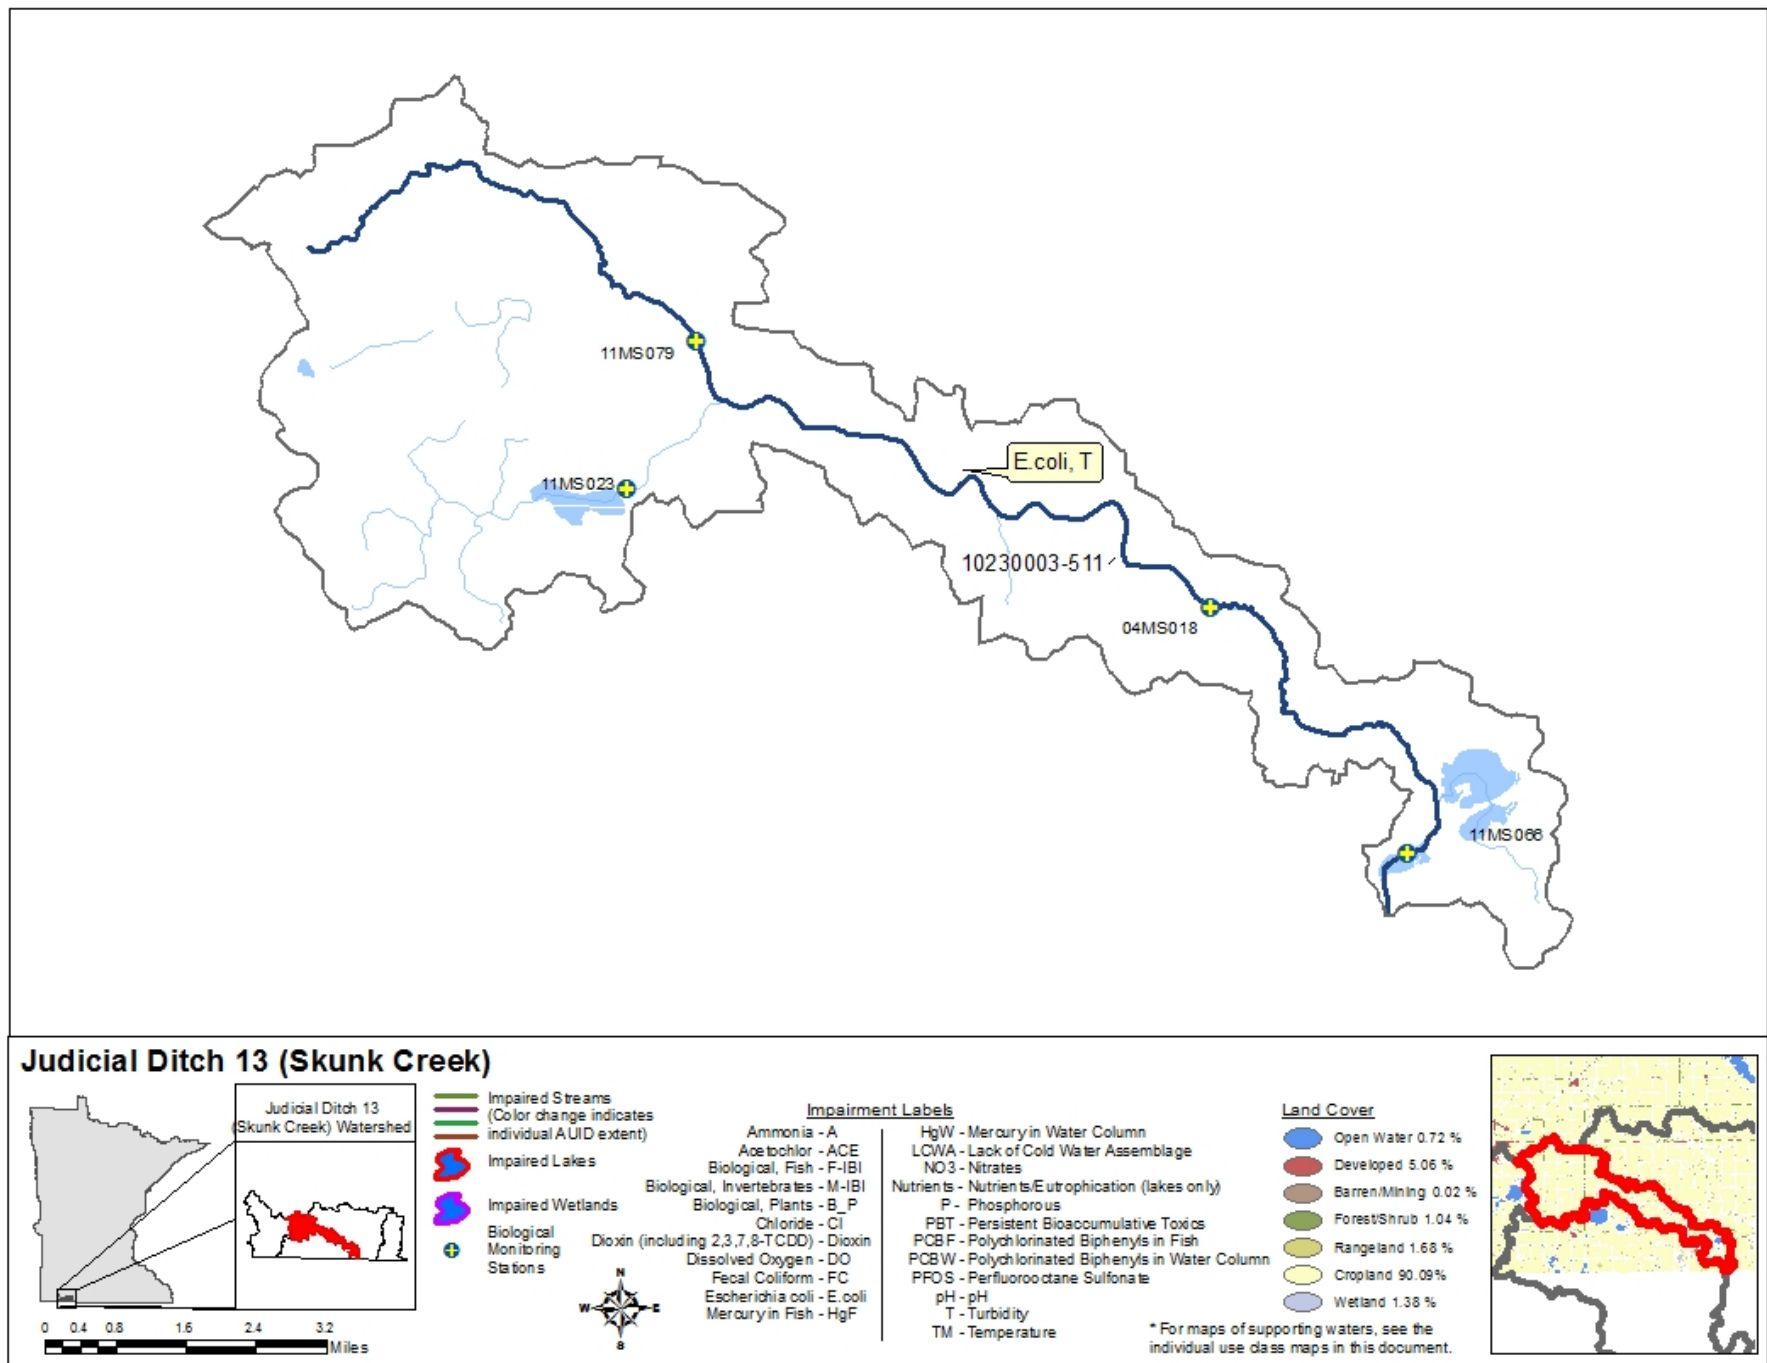 11MS079
11MS023
E.coli, T
10230003-511
04MS018
11MS066
Judicial Ditch 13 (Skunk Creek)
Judicial Ditch 13
(Skunk Creek) Watershed
0 0.4 0.8 1.6 2.4 3.2
Miles
Impaired Streams
(Color change indicates
individual AUID extent)
Impaired Lakes
Impaired Wetlands
Biological
Monitoring
Stations
N
W E
S
Impairment Labels
Ammonia - A
Acetochlor - ACE
Biological, Fish - F-IBI
Biological, Invertebrates - M-IBI
Biological, Plants - B_P
Chloride - Cl
Dioxin (including 2,3,7,8-TCDD) - Dioxin
Dissolved Oxygen - DO
Fecal Coliform - FC
Escherichia coli - E.coli
Mercury in Fish - HgF
HgW - Mercury in Water Column
LCWA - Lack of Cold Water Assemblage
NO3 - Nitrates
Nutrients - Nutrients/Eutrophication (lakes only)
P - Phosphorous
PBT - Persistent Bioaccumulative Toxics
PCBF - Polychlorinated Biphenyls in Fish
PCBW - Polychlorinated Biphenyls in Water Column
PFOS - Perfluorooctane Sulfonate
pH - pH
T - Turbidity
TM - Temperature
Land Cover
Open Water 0.72 %
Developed 5.06 %
Barren/Mining 0.02 %
Forest/Shrub 1.04 %
Rangeland 1.68 %
Cropland 90.09%
Wetland 1.38 %
* For maps of supporting waters, see the
individual use class maps in this document.